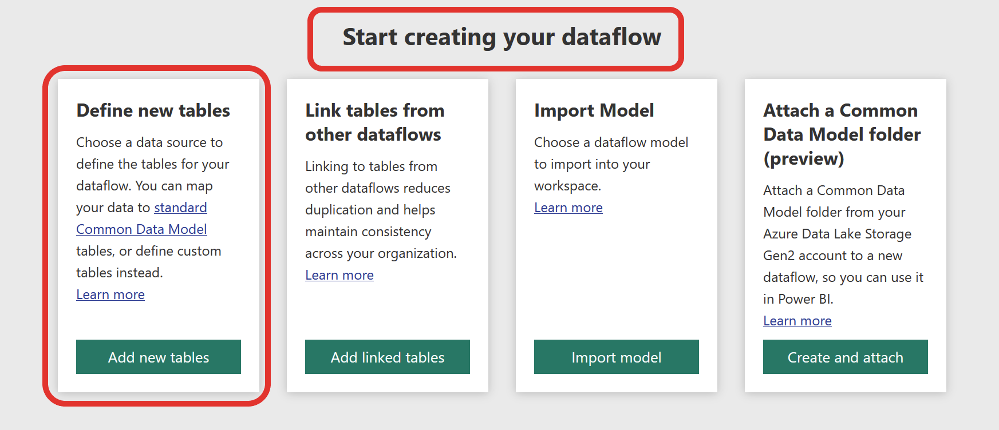 Start creating your dataflow
Define new tables
Choose a data source to
define the tables for your
dataflow. You can map
your data to standard
Common Data Model
tables, or define custom
tables instead.
Learn more
Add new tables
Link tables from
other dataflows
Linking to tables from
other dataflows reduces
duplication and helps
maintain consistency
across your organization.
Learn more
Add linked tables
Import Model
Choose a dataflow model
to import into your
workspace.
Learn more
Import model
Attach a Common
Data Model folder
(preview)
Attach a Common Data
Model folder from your
Azure Data Lake Storage
Gen2 account to a new
dataflow, so you can use it
in Power BI.
Learn more
Create and attach